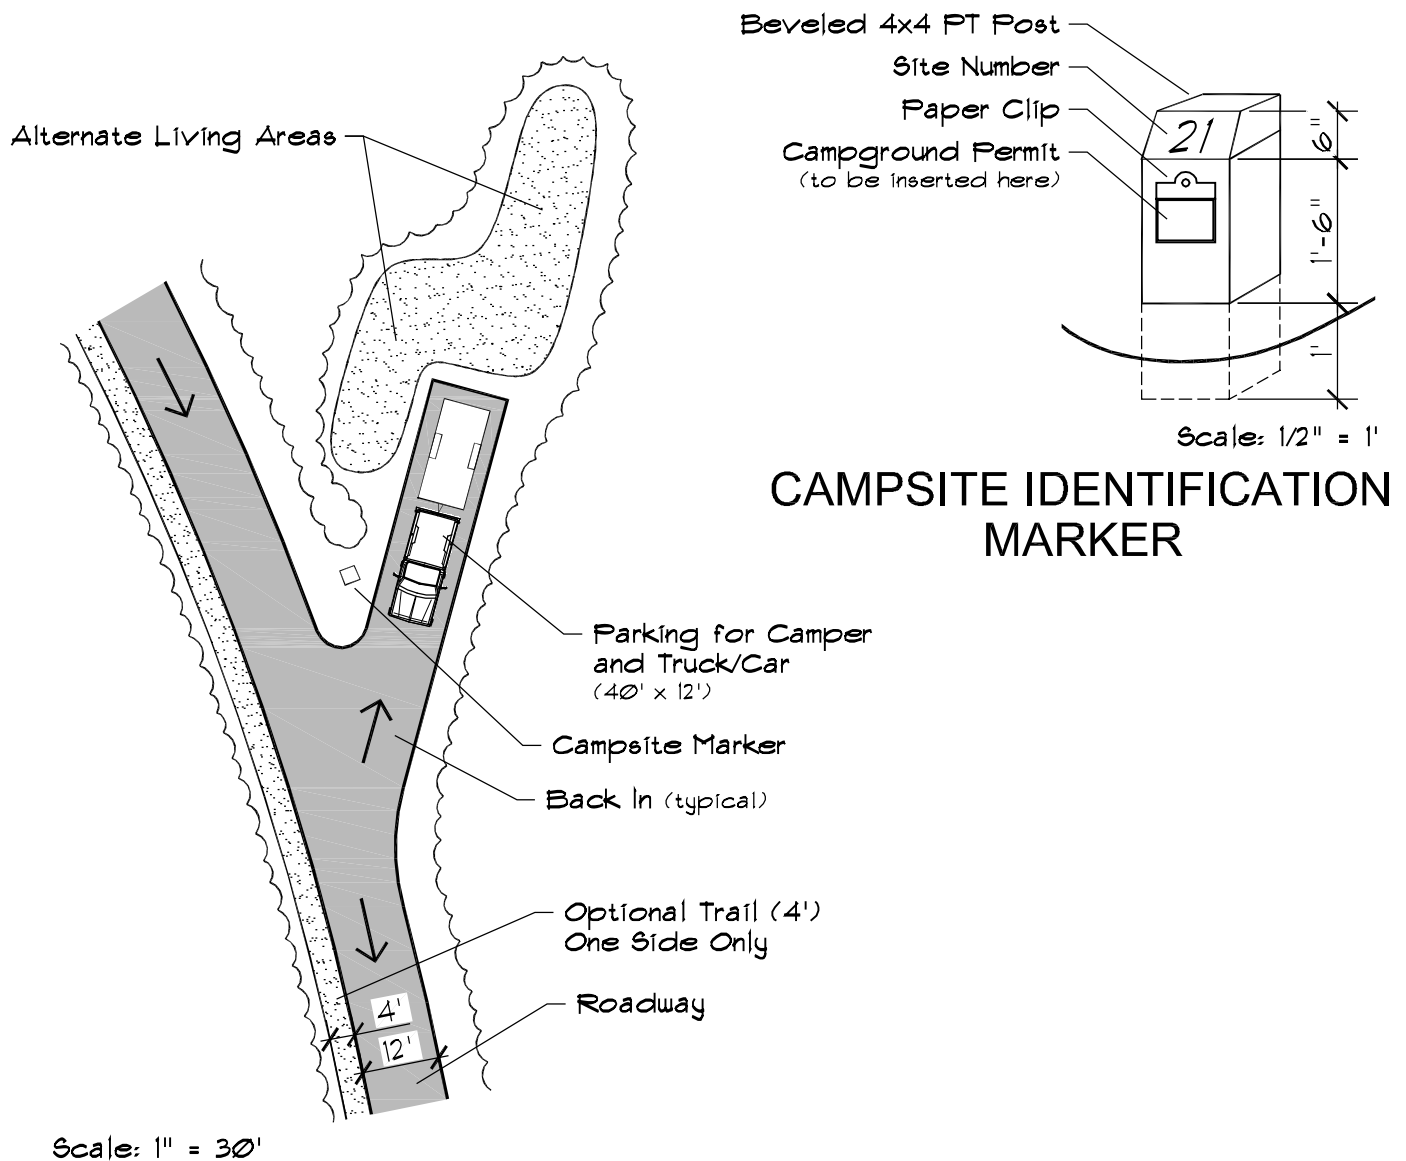 Beveled 4x4 PT Post
Site Number
Paper Clip
Campground Permit
(to be inserted here)
21
6"
1'-6"
1"
Scale: 1/2" = 1'
CAMPSITE IDENTIFICATION
MARKER
Alternate Living Areas
Parking for Camper
and Truck/Car
(40' x 12')
Campsite Marker
Back In (typical)
Optional Trail (4')
One Side Only
Roadway
4'
12'
Scale: 1" = 30'